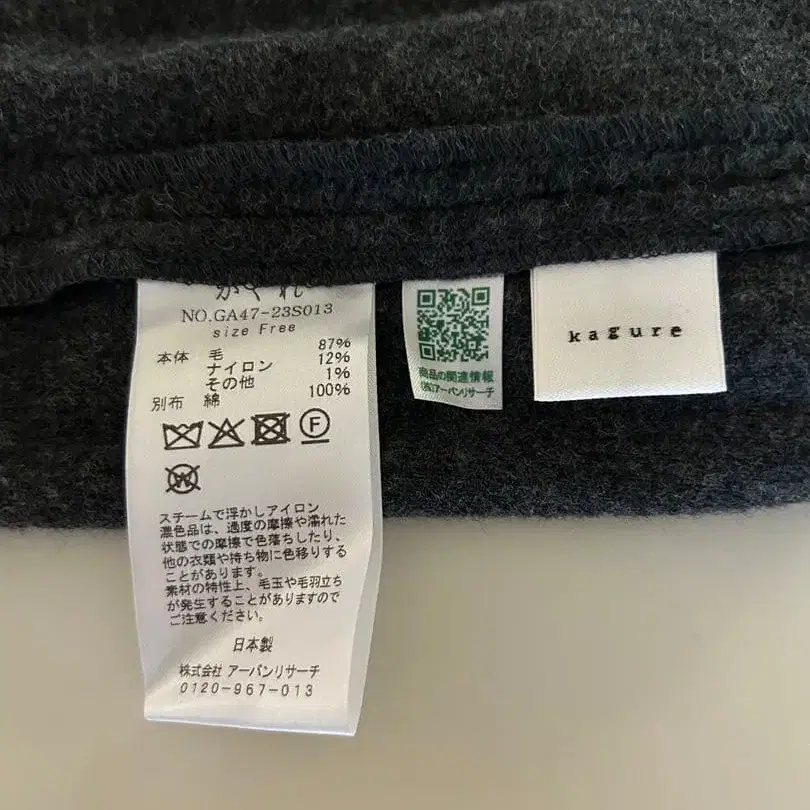 かぐれ
NO.GA47-23S013
size Free
本体 毛 87%
ナイロン 12%
その他 1%
別布 綿 100%
F
W
スチームで浮かしアイロン
濃色品は、過度の摩擦や濡れた
状態での摩擦で色落ちしたり、
他の衣類や持ち物に色移りする
ことがあります。
素材の特性上、毛玉や毛羽立ち
が発生することがありますので
ご注意ください。
日本製
株式会社 アーバンリサーチ
0120-967-013
商品の関連情報
(株)アーバンリサーチ
kagure